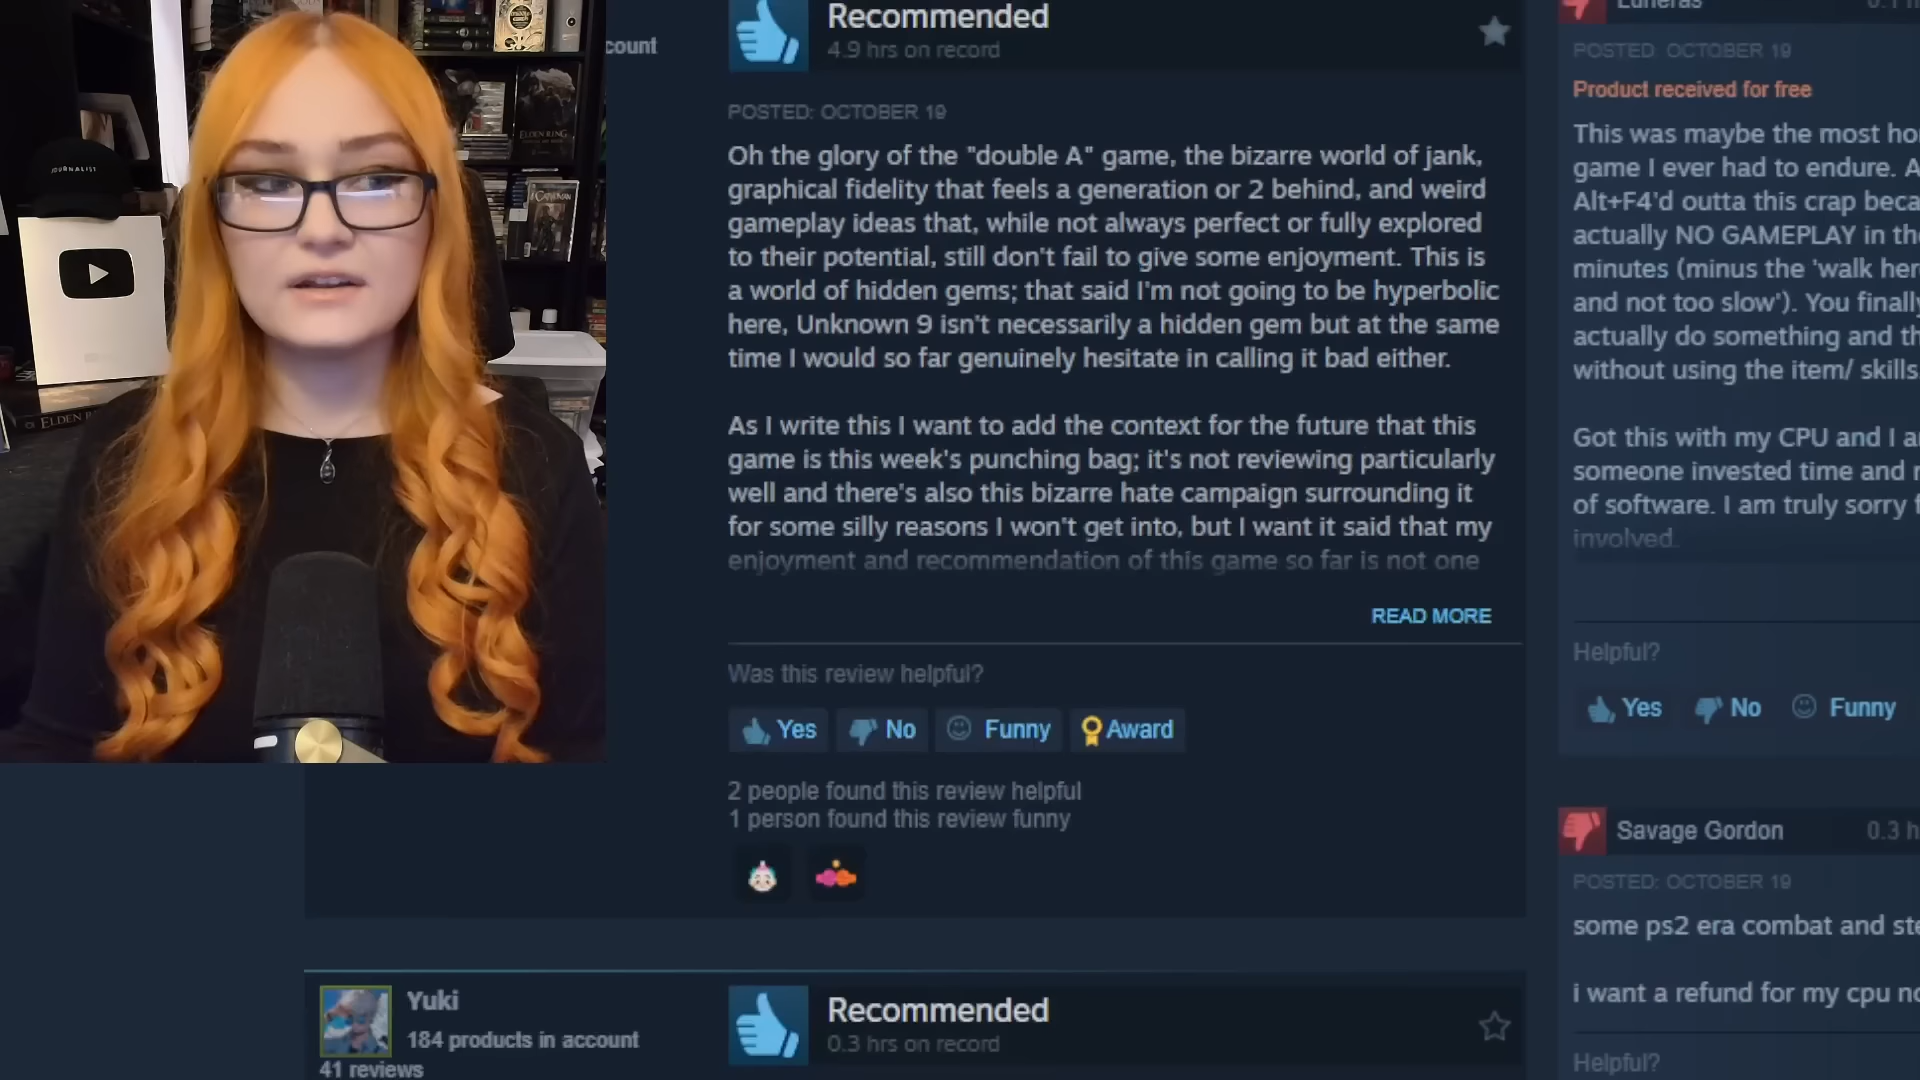 count
JOURNALIST
ELDEN RING
CATWOMAN
ELDEN
Recommended
4.9 hrs on record
POSTED: OCTOBER 19
Oh the glory of the "double A" game, the bizarre world of jank,
graphical fidelity that feels a generation or 2 behind, and weird
gameplay ideas that, while not always perfect or fully explored
to their potential, still don't fail to give some enjoyment. This is
a world of hidden gems; that said I'm not going to be hyperbolic
here, Unknown 9 isn't necessarily a hidden gem but at the same
time I would so far genuinely hesitate in calling it bad either.
As I write this I want to add the context for the future that this
game is this week's punching bag; it's not reviewing particularly
well and there's also this bizarre hate campaign surrounding it
for some silly reasons I won't get into, but I want it said that my
enjoyment and recommendation of this game so far is not one
READ MORE
Was this review helpful?
Yes No Funny Award
2 people found this review helpful
1 person found this review funny
Yuki
184 products in account
41 reviews
Recommended
0.3 hrs on record
POSTED: OCTOBER 19
Product received for free
This was maybe the most ho
game I ever had to endure. A
Alt+F4'd outta this crap beca
actually NO GAMEPLAY in the
minutes (minus the 'walk her
and not too slow'). You finally
actually do something and th
without using the item/ skills
Got this with my CPU and I a
someone invested time and
of software. I am truly sorry f
involved.
Helpful?
Yes No Funny
Savage Gordon 0.3 h
POSTED: OCTOBER 19
some ps2 era combat and ste
i want a refund for my cpu no
Helpful?